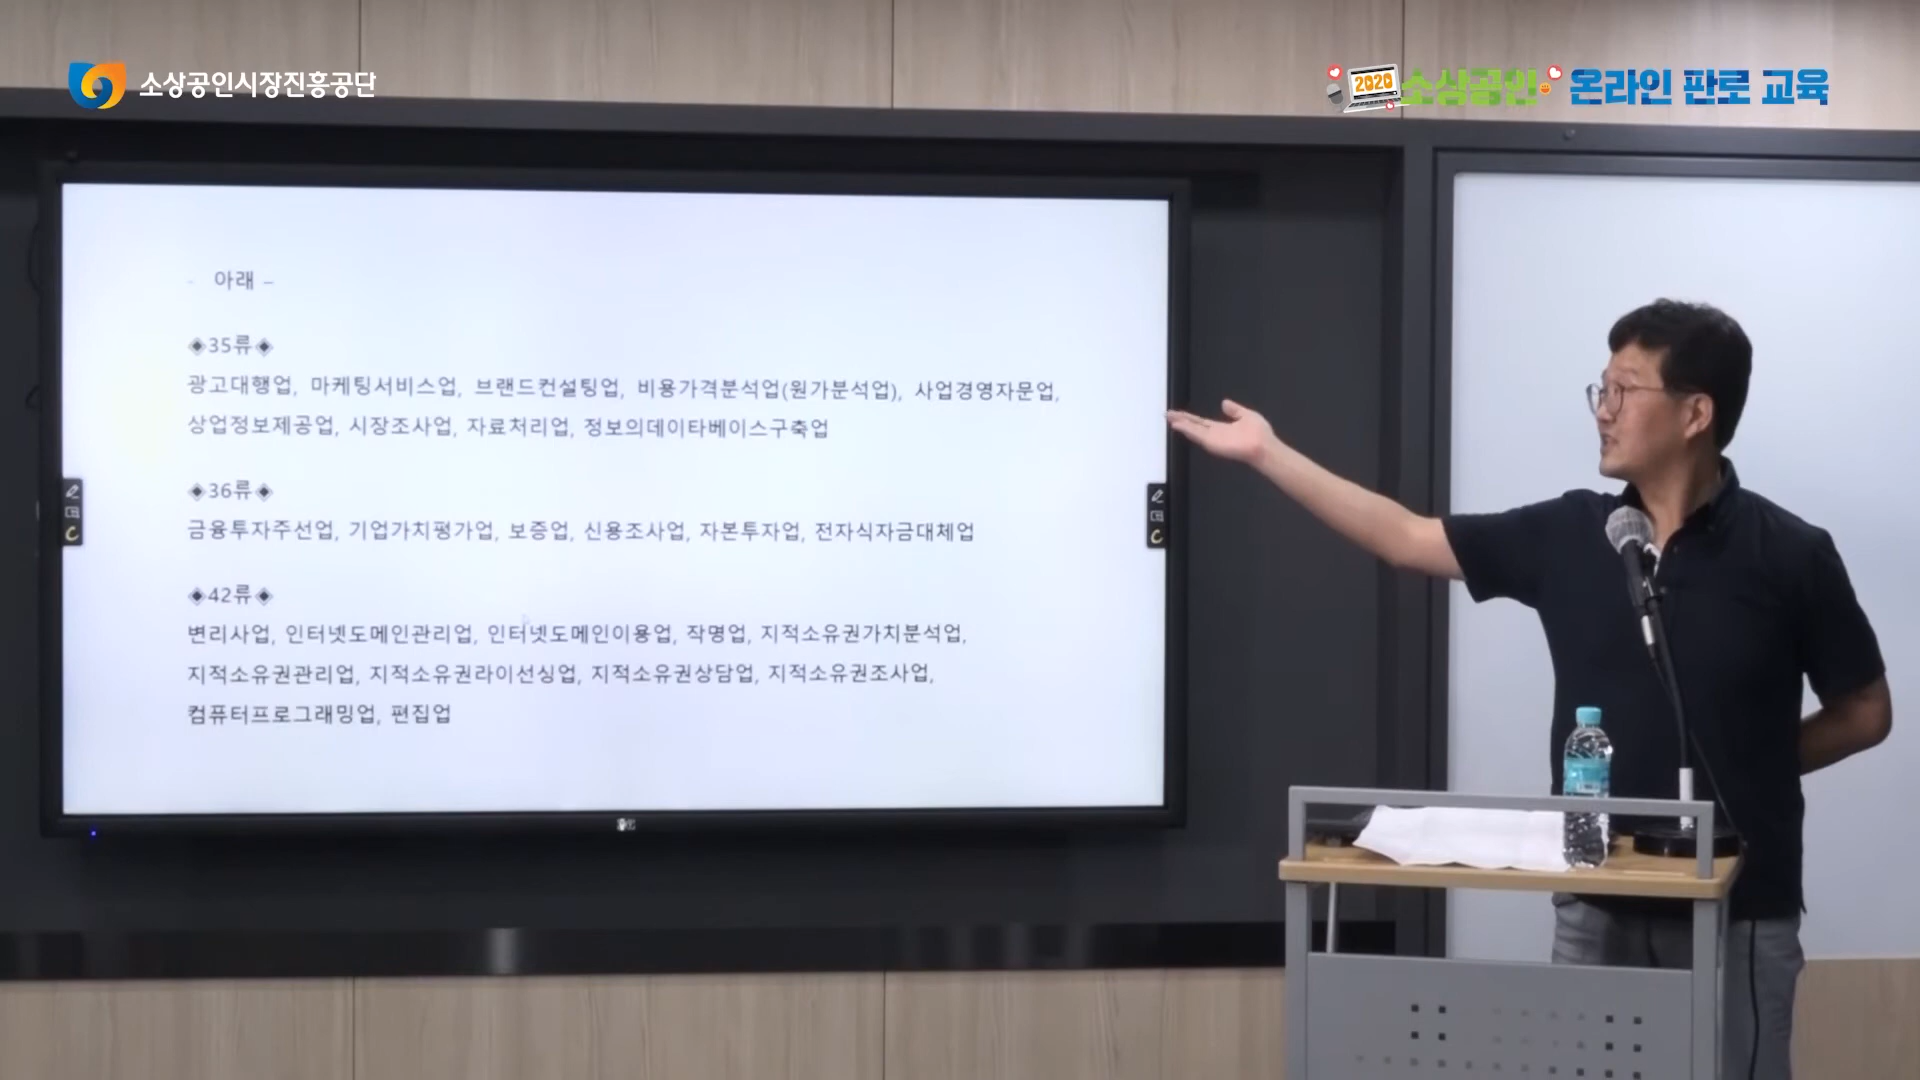 소상공인시장진흥공단
2020 소상공인 온라인 판로 교육
- 아래 –
◈35류◈
광고대행업, 마케팅서비스업, 브랜드컨설팅업, 비용가격분석업(원가분석업), 사업경영자문업,
상업정보제공업, 시장조사업, 자료처리업, 정보의데이타베이스구축업
◈36류◈
금융투자주선업, 기업가치평가업, 보증업, 신용조사업, 자본투자업, 전자식자금대체업
◈42류◈
변리사업, 인터넷도메인관리업, 인터넷도메인이용업, 작명업, 지적소유권가치분석업,
지적소유권관리업, 지적소유권라이선싱업, 지적소유권상담업, 지적소유권조사업,
컴퓨터프로그래밍업, 편집업